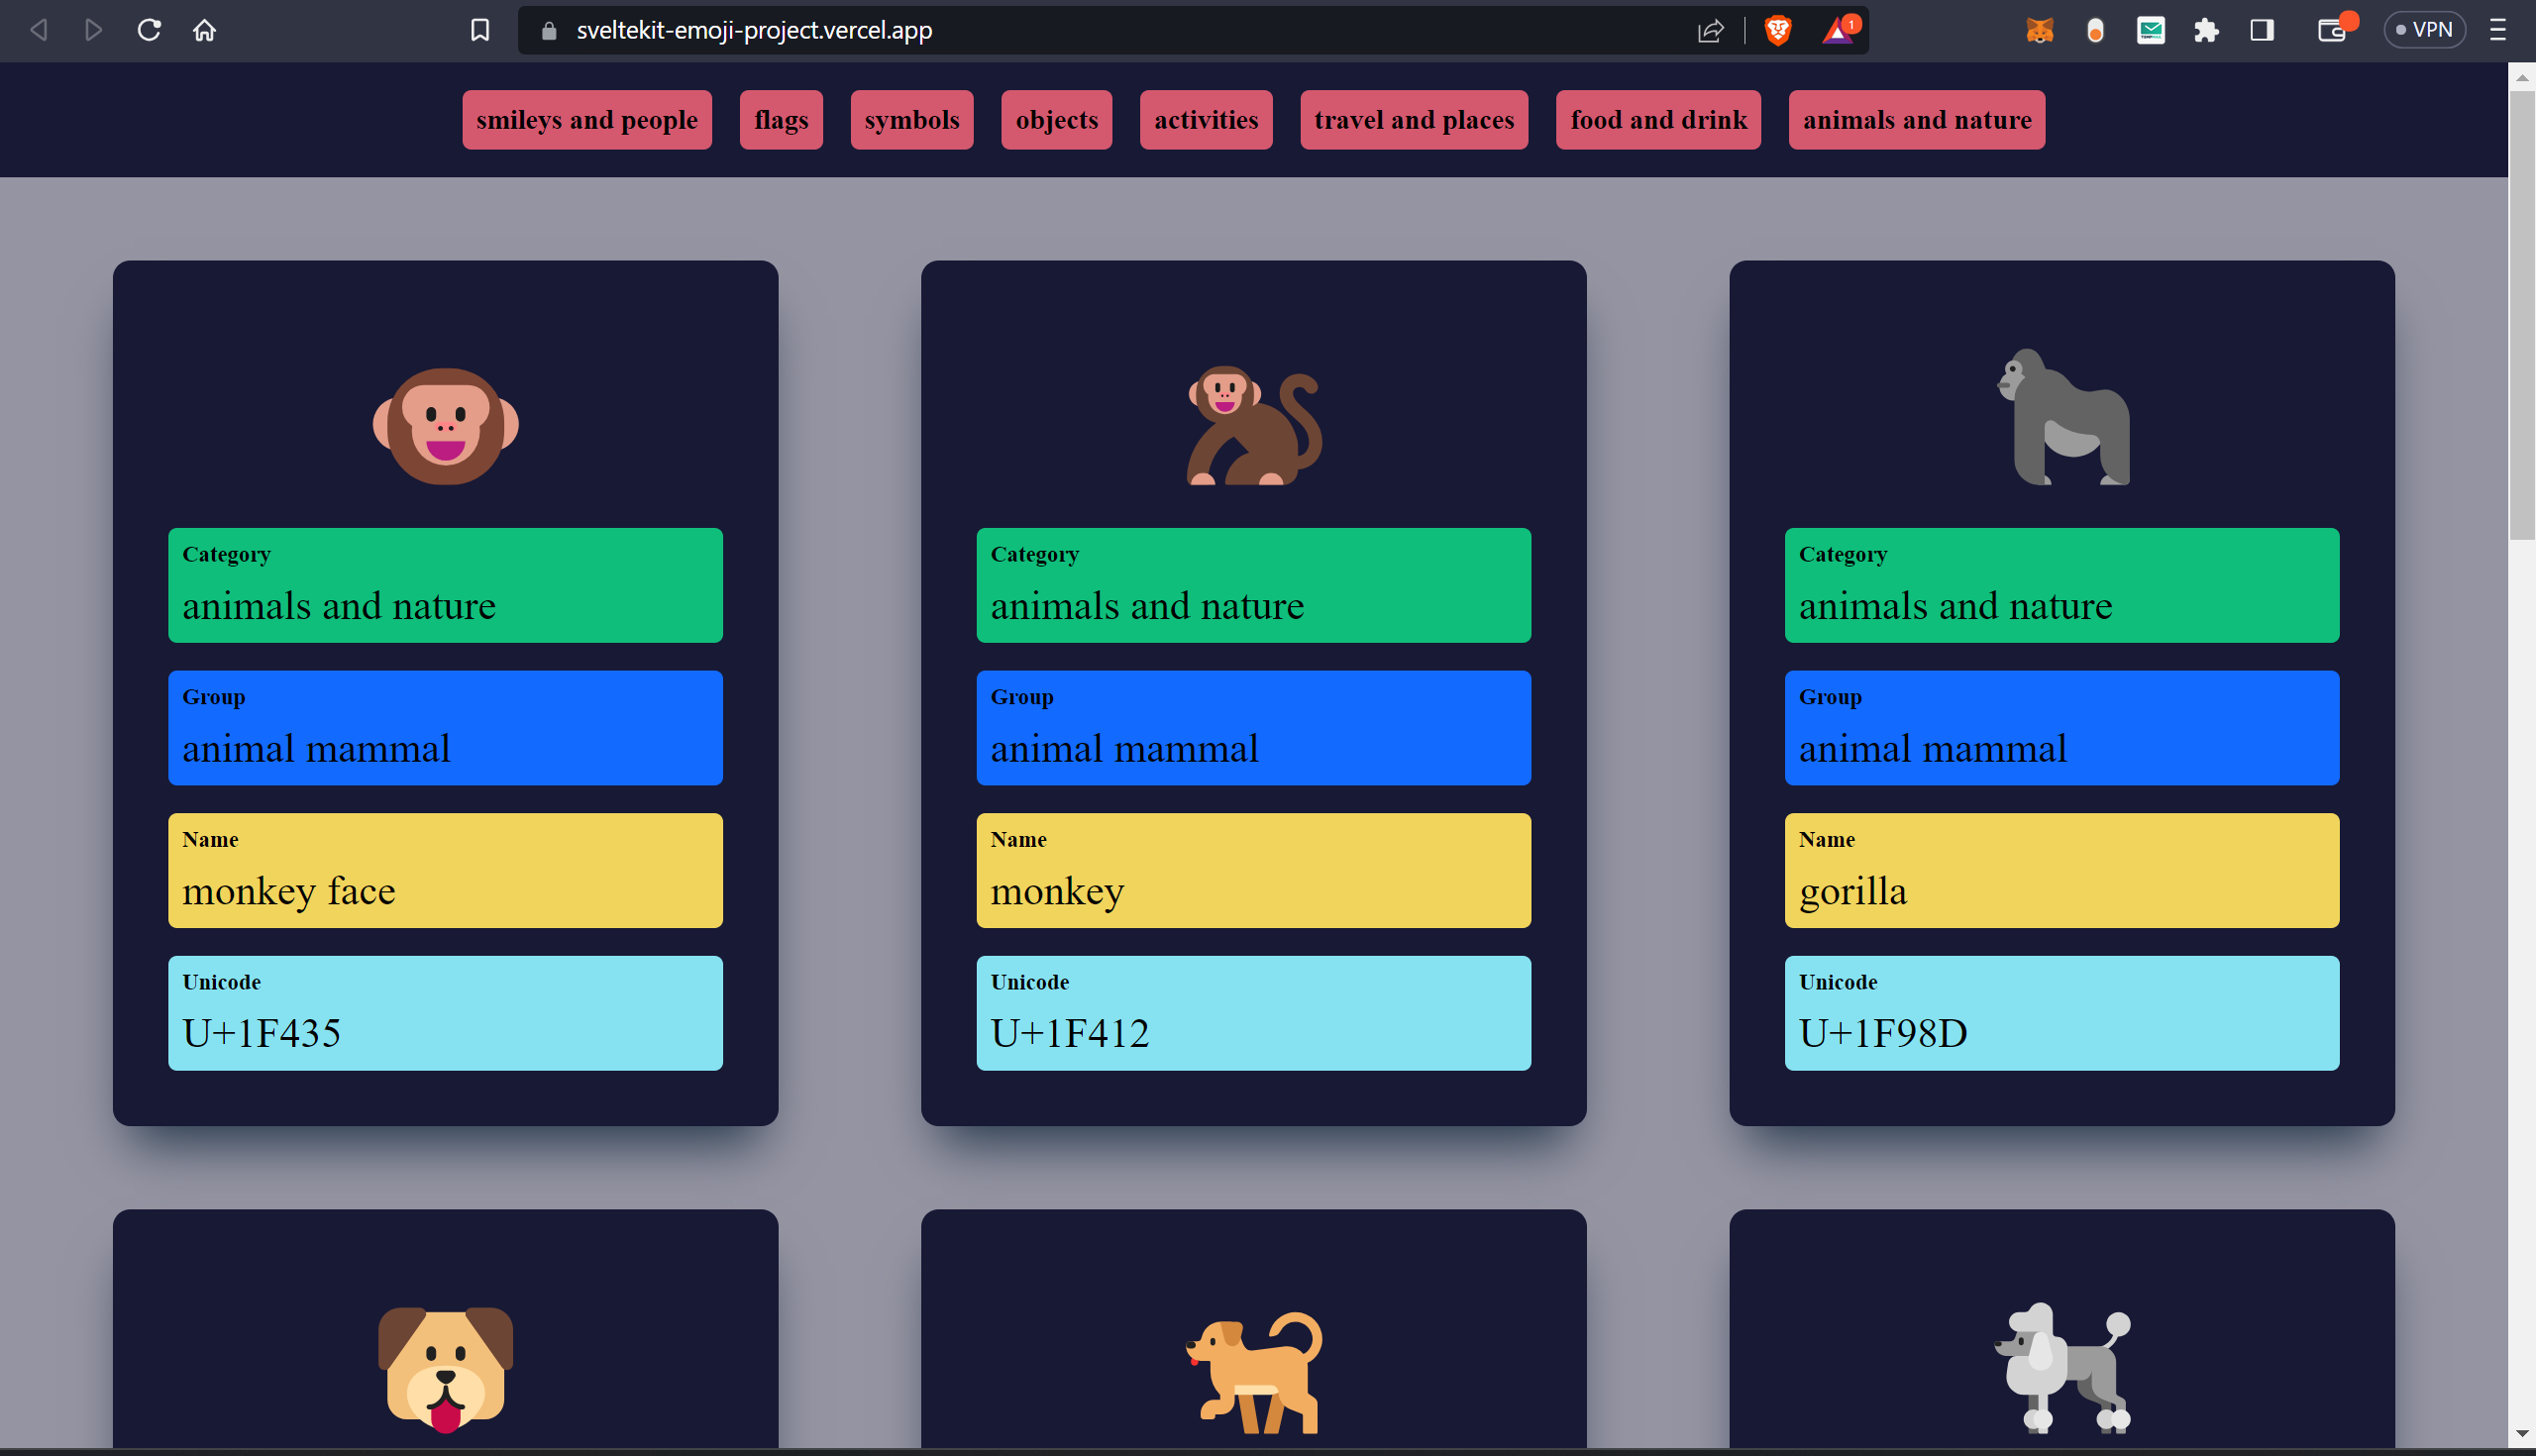 sveltekit-emoji-project.vercel.app
1
VPN
smileys and people
flags
symbols
objects
activities
travel and places
food and drink
animals and nature
Category
animals and nature
Group
animal mammal
Name
monkey face
Unicode
U+1F435
Category
animals and nature
Group
animal mammal
Name
monkey
Unicode
U+1F412
Category
animals and nature
Group
animal mammal
Name
gorilla
Unicode
U+1F98D